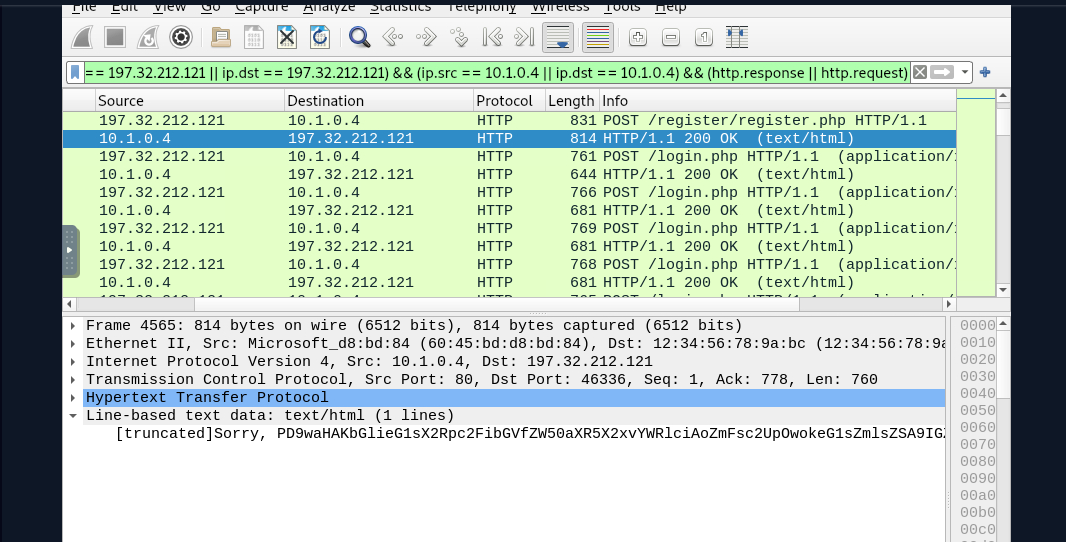 File Edit View Go Capture Analyze Statistics Telephony Wireless Tools Help
== 197.32.212.121 || ip.dst == 197.32.212.121) && (ip.src == 10.1.0.4 || ip.dst == 10.1.0.4) && (http.response || http.request)
Source Destination Protocol Length Info
197.32.212.121 10.1.0.4 HTTP 831 POST /register/register.php HTTP/1.1
10.1.0.4 197.32.212.121 HTTP 814 HTTP/1.1 200 OK (text/html)
197.32.212.121 10.1.0.4 HTTP 761 POST /login.php HTTP/1.1 (application/
10.1.0.4 197.32.212.121 HTTP 644 HTTP/1.1 200 OK (text/html)
197.32.212.121 10.1.0.4 HTTP 766 POST /login.php HTTP/1.1 (application/
10.1.0.4 197.32.212.121 HTTP 681 HTTP/1.1 200 OK (text/html)
197.32.212.121 10.1.0.4 HTTP 769 POST /login.php HTTP/1.1 (application/
10.1.0.4 197.32.212.121 HTTP 681 HTTP/1.1 200 OK (text/html)
197.32.212.121 10.1.0.4 HTTP 768 POST /login.php HTTP/1.1 (application/
10.1.0.4 197.32.212.121 HTTP 681 HTTP/1.1 200 OK (text/html)
Frame 4565: 814 bytes on wire (6512 bits), 814 bytes captured (6512 bits)
Ethernet II, Src: Microsoft_d8:bd:84 (60:45:bd:d8:bd:84), Dst: 12:34:56:78:9a:bc (12:34:56:78:9a
Internet Protocol Version 4, Src: 10.1.0.4, Dst: 197.32.212.121
Transmission Control Protocol, Src Port: 80, Dst Port: 46336, Seq: 1, Ack: 778, Len: 760
Hypertext Transfer Protocol
Line-based text data: text/html (1 lines)
[truncated]Sorry, PD9waHAKbGlieG1sX2Rpc2FibGVfZW50aXR5X2xvYWRlciAoZmFsc2UpOwokeG1sZmlsZSA9IGZ
0000
0010
0020
0030
0040
0050
0060
0070
0080
0090
00a0
00b0
00c0